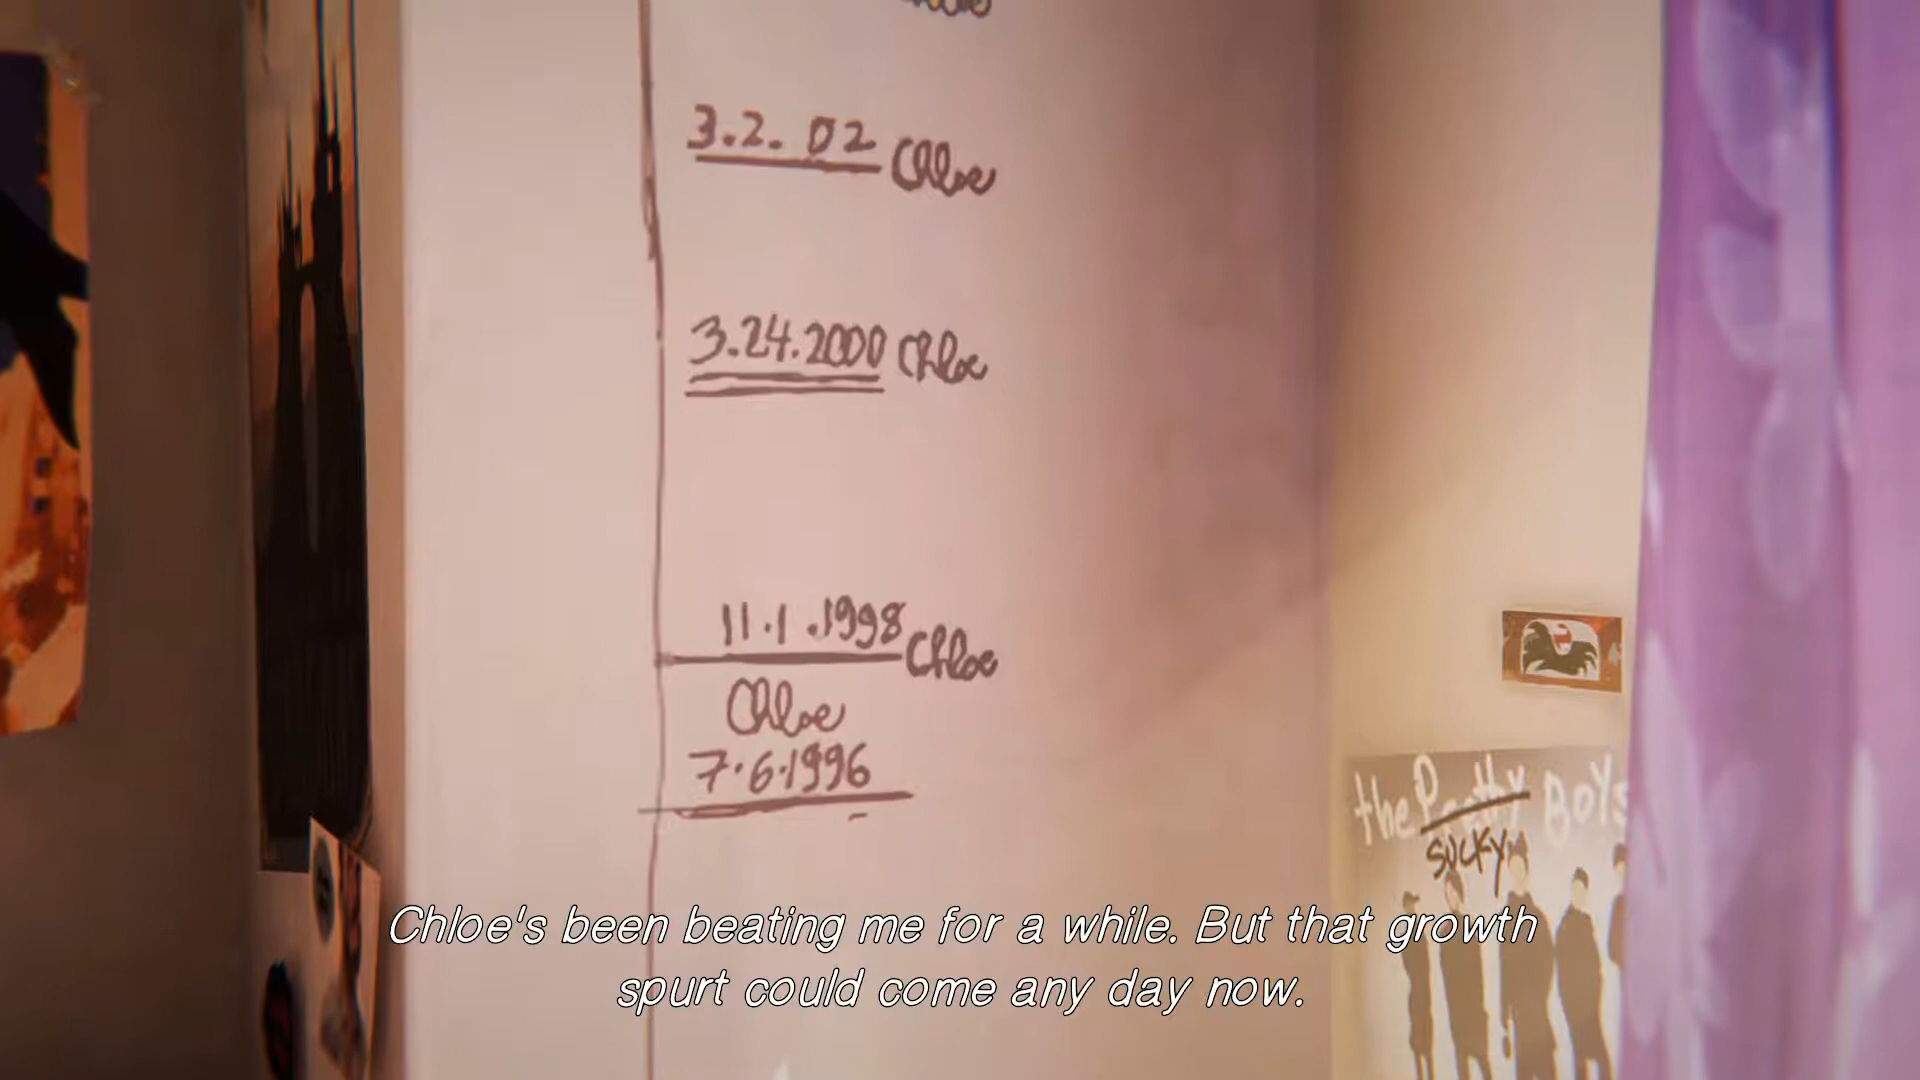 3.2.02 Chloe
3.24.2000 Chloe
11.1.1998 Chloe
Chloe
7.6.1996
the Pretty Boys
SUCKY
Chloe's been beating me for a while. But that growth
spurt could come any day now.